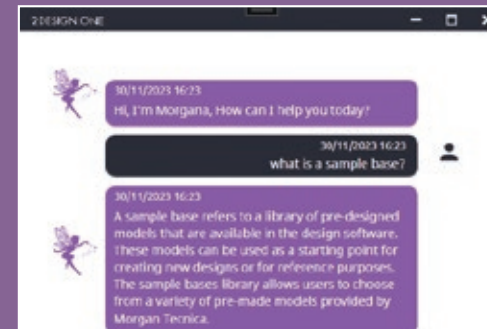 2DESIGN ONE
30/11/2023 16:23
Hi, I'm Morgana, How can I help you today?
30/11/2023 16:23
what is a sample base?
30/11/2023 16:23
A sample base refers to a library of pre-designed
models that are available in the design software.
These models can be used as a starting point for
creating new designs or for reference purposes.
The sample bases library allows users to choose
from a variety of pre-made models provided by
Morgan Tecnica.